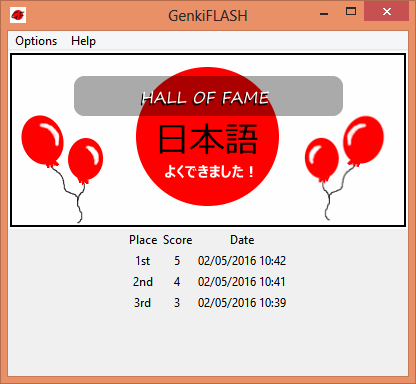 GenkiFLASH
Options Help
HALL OF FAME
日本語
よくできました！
Place Score Date
1st 5 02/05/2016 10:42
2nd 4 02/05/2016 10:41
3rd 3 02/05/2016 10:39